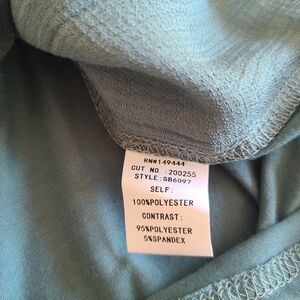 RN#149444
CUT NO.:200255
STYLE:SB6097
SELF:
100%POLYESTER
CONTRAST:
95%POLYESTER
5%SPANDEX